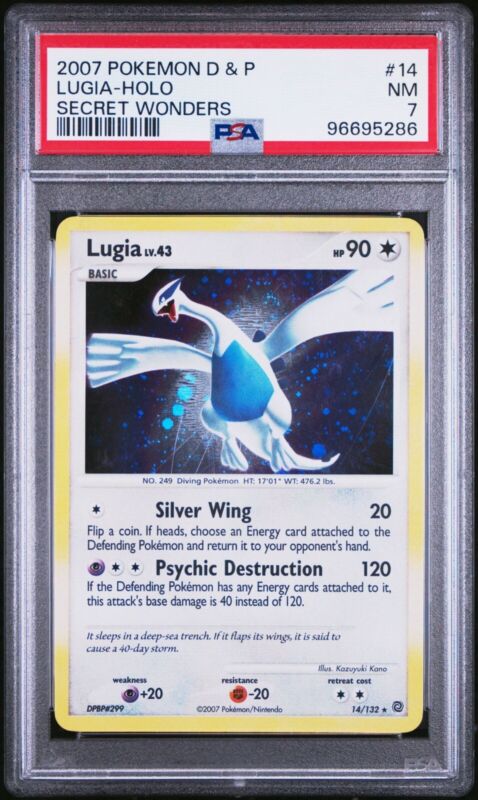 2007 POKEMON D & P #14
LUGIA-HOLO NM
SECRET WONDERS 7
PSA 96695286
Lugia LV.43 HP 90
BASIC
NO. 249 Diving Pokémon HT: 17'01" WT: 476.2 lbs.
Silver Wing 20
Flip a coin. If heads, choose an Energy card attached to the
Defending Pokémon and return it to your opponent's hand.
Psychic Destruction 120
If the Defending Pokémon has any Energy cards attached to it,
this attack's base damage is 40 instead of 120.
It sleeps in a deep-sea trench. If it flaps its wings, it is said to
cause a 40-day storm.
Illus. Kazuyuki Kano
weakness resistance retreat cost
+20 -20
DPBP#299 ©2007 Pokémon/Nintendo 14/132
PSA